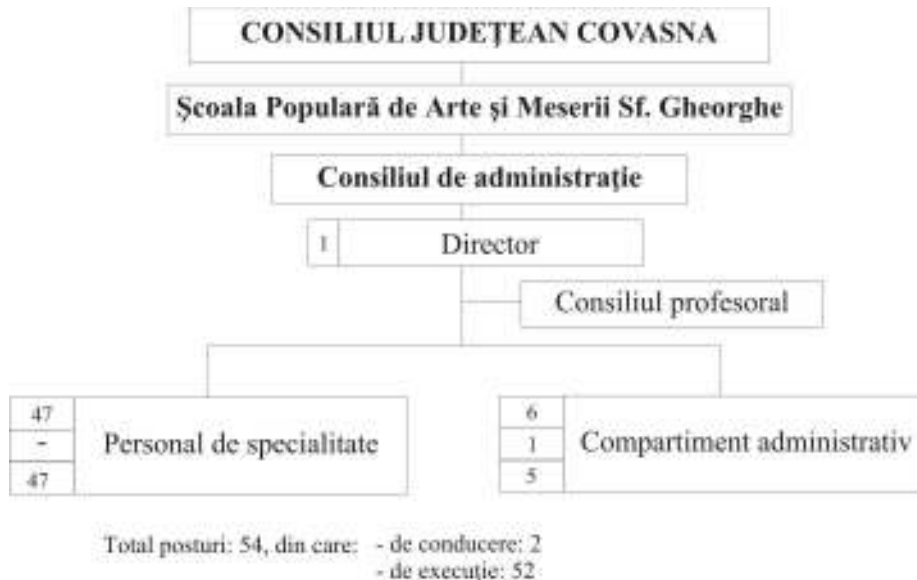 CONSILIUL JUDEŢEAN COVASNA
Şcoala Populară de Arte şi Meserii Sf. Gheorghe
Consiliul de administraţie
1 Director
Consiliul profesoral
47
-
47
Personal de specialitate
6
1
5
Compartiment administrativ
Total posturi: 54, din care: - de conducere: 2
- de execuţie: 52